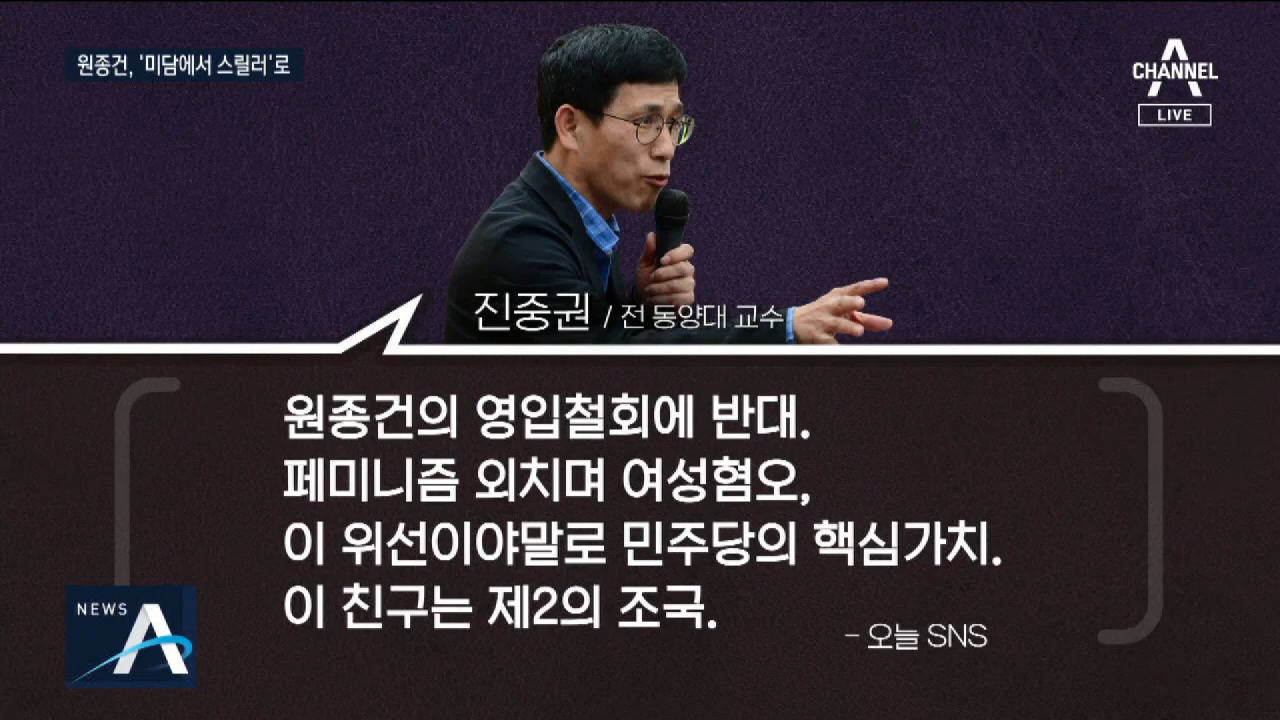 원종건, '미담에서 스릴러'로
CHANNEL A
LIVE
진중권 / 전 동양대 교수
원종건의 영입철회에 반대.
페미니즘 외치며 여성혐오,
이 위선이야말로 민주당의 핵심가치.
이 친구는 제2의 조국.
- 오늘 SNS
NEWS A